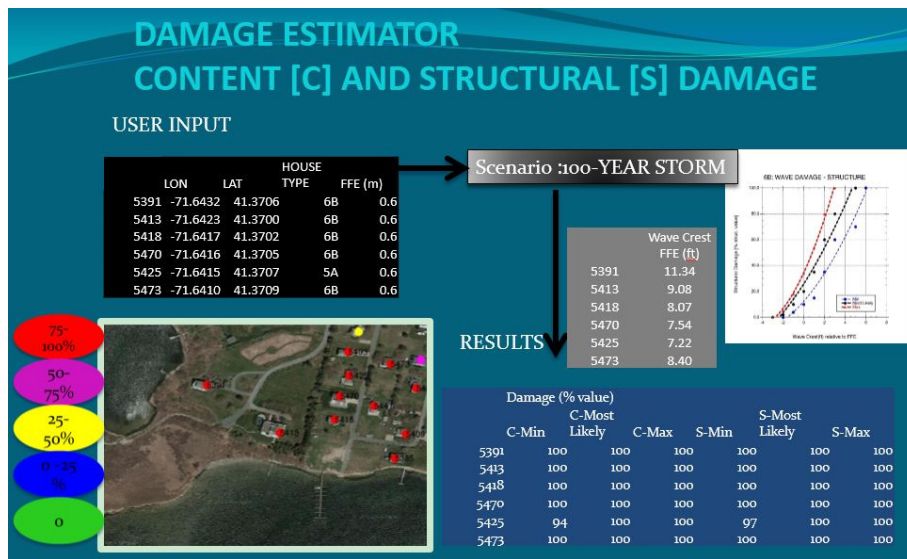 DAMAGE ESTIMATOR
CONTENT [C] AND STRUCTURAL [S] DAMAGE
USER INPUT
HOUSE
LON LAT TYPE FFE (m)
5391 -71.6432 41.3706 6B 0.6
5413 -71.6423 41.3700 6B 0.6
5418 -71.6417 41.3702 6B 0.6
5470 -71.6416 41.3705 6B 0.6
5425 -71.6415 41.3707 5A 0.6
5473 -71.6410 41.3709 6B 0.6
Scenario :100-YEAR STORM
6B: WAVE DAMAGE - STRUCTURE
Wave Crest(ft) relative to FFE
Wave Crest
FFE (ft)
5391 11.34
5413 9.08
5418 8.07
5470 7.54
5425 7.22
5473 8.40
75-
100%
50-
75%
25-
50%
0 -25
%
0
RESULTS
Damage (% value)
C-Most
S-Most
C-Min Likely C-Max S-Min Likely S-Max
5391 100 100 100 100 100 100
5413 100 100 100 100 100 100
5418 100 100 100 100 100 100
5470 100 100 100 100 100 100
5425 94 100 100 97 100 100
5473 100 100 100 100 100 100